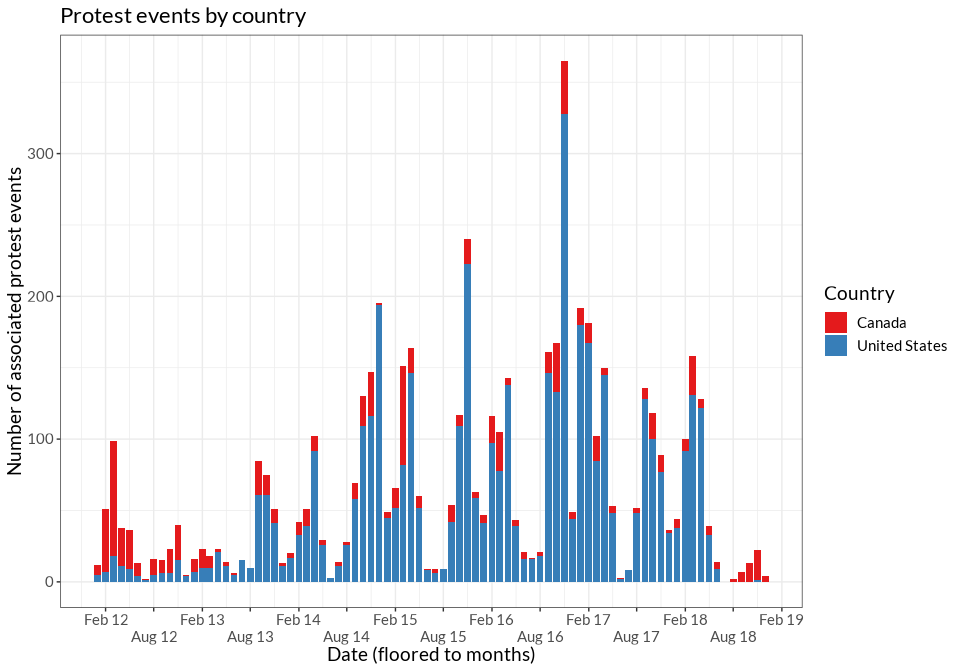 Protest events by country
Number of associated protest events
300
200
100
0
Feb 12
Aug 12
Feb 13
Aug 13
Feb 14
Aug 14
Feb 15
Aug 15
Feb 16
Aug 16
Feb 17
Aug 17
Feb 18
Aug 18
Feb 19
Date (floored to months)
Country
Canada
United States